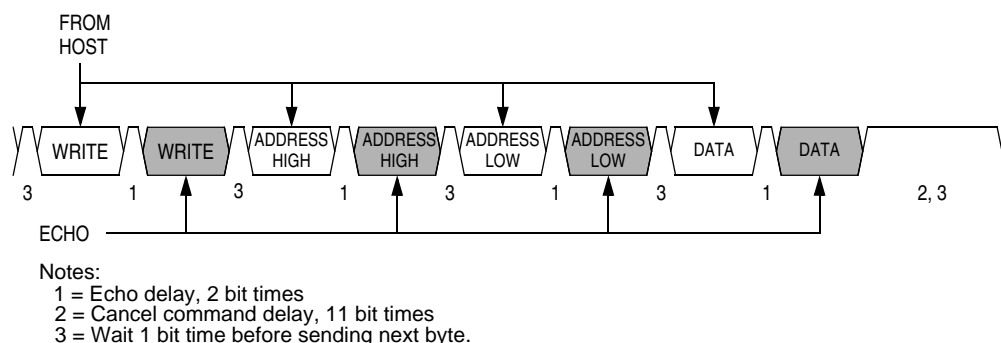 FROM
HOST
WRITE WRITE ADDRESS HIGH ADDRESS HIGH ADDRESS LOW ADDRESS LOW DATA DATA
3 1 3 1 3 1 3 1 2, 3
ECHO
Notes:
1 = Echo delay, 2 bit times
2 = Cancel command delay, 11 bit times
3 = Wait 1 bit time before sending next byte.